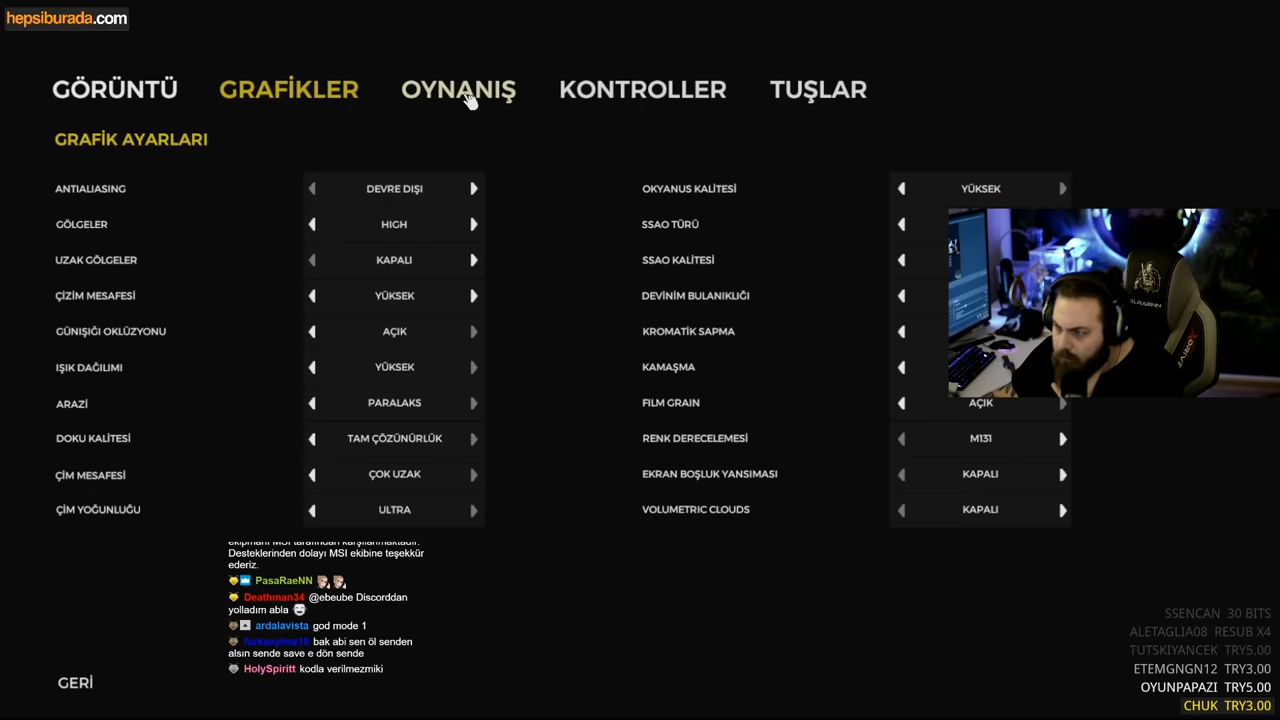 hepsiburada.com
GÖRÜNTÜ GRAFİKLER OYNANIŞ KONTROLLER TUŞLAR
GRAFİK AYARLARI
ANTIALIASING DEVRE DIŞI
GÖLGELER HIGH
UZAK GÖLGELER KAPALI
ÇİZİM MESAFESİ YÜKSEK
GÜNIŞIĞI OKLÜZYONU AÇIK
IŞIK DAĞILIMI YÜKSEK
ARAZİ PARALAKS
DOKU KALİTESİ TAM ÇÖZÜNÜRLÜK
ÇİM MESAFESİ ÇOK UZAK
ÇİM YOĞUNLUĞU ULTRA
OKYANUS KALİTESİ YÜKSEK
SSAO TÜRÜ
SSAO KALİTESİ
DEVİNİM BULANIKLIĞI
KROMATİK SAPMA
KAMAŞMA
FILM GRAIN AÇIK
RENK DERECELEMESİ M131
EKRAN BOŞLUK YANSIMASI KAPALI
VOLUMETRIC CLOUDS KAPALI
ekipmanı MSI tarafından karşılanmaktadır.
Desteklerinden dolayı MSI ekibine teşekkür
ederiz.
PasaRaeNN
Deathman34 @ebeube Discorddan
yolladım abla
ardalavista god mode 1
furkanylmz10 bak abi sen öl senden
alsın sende save e dön sende
HolySpiritt kodla verilmezmiki
GERİ
SSENCAN 30 BITS
ALETAGLIA08 RESUB X4
TUTSKIYANCEK TRY5.00
ETEMGNGN12 TRY3.00
OYUNPAPAZI TRY5.00
CHUK TRY3.00